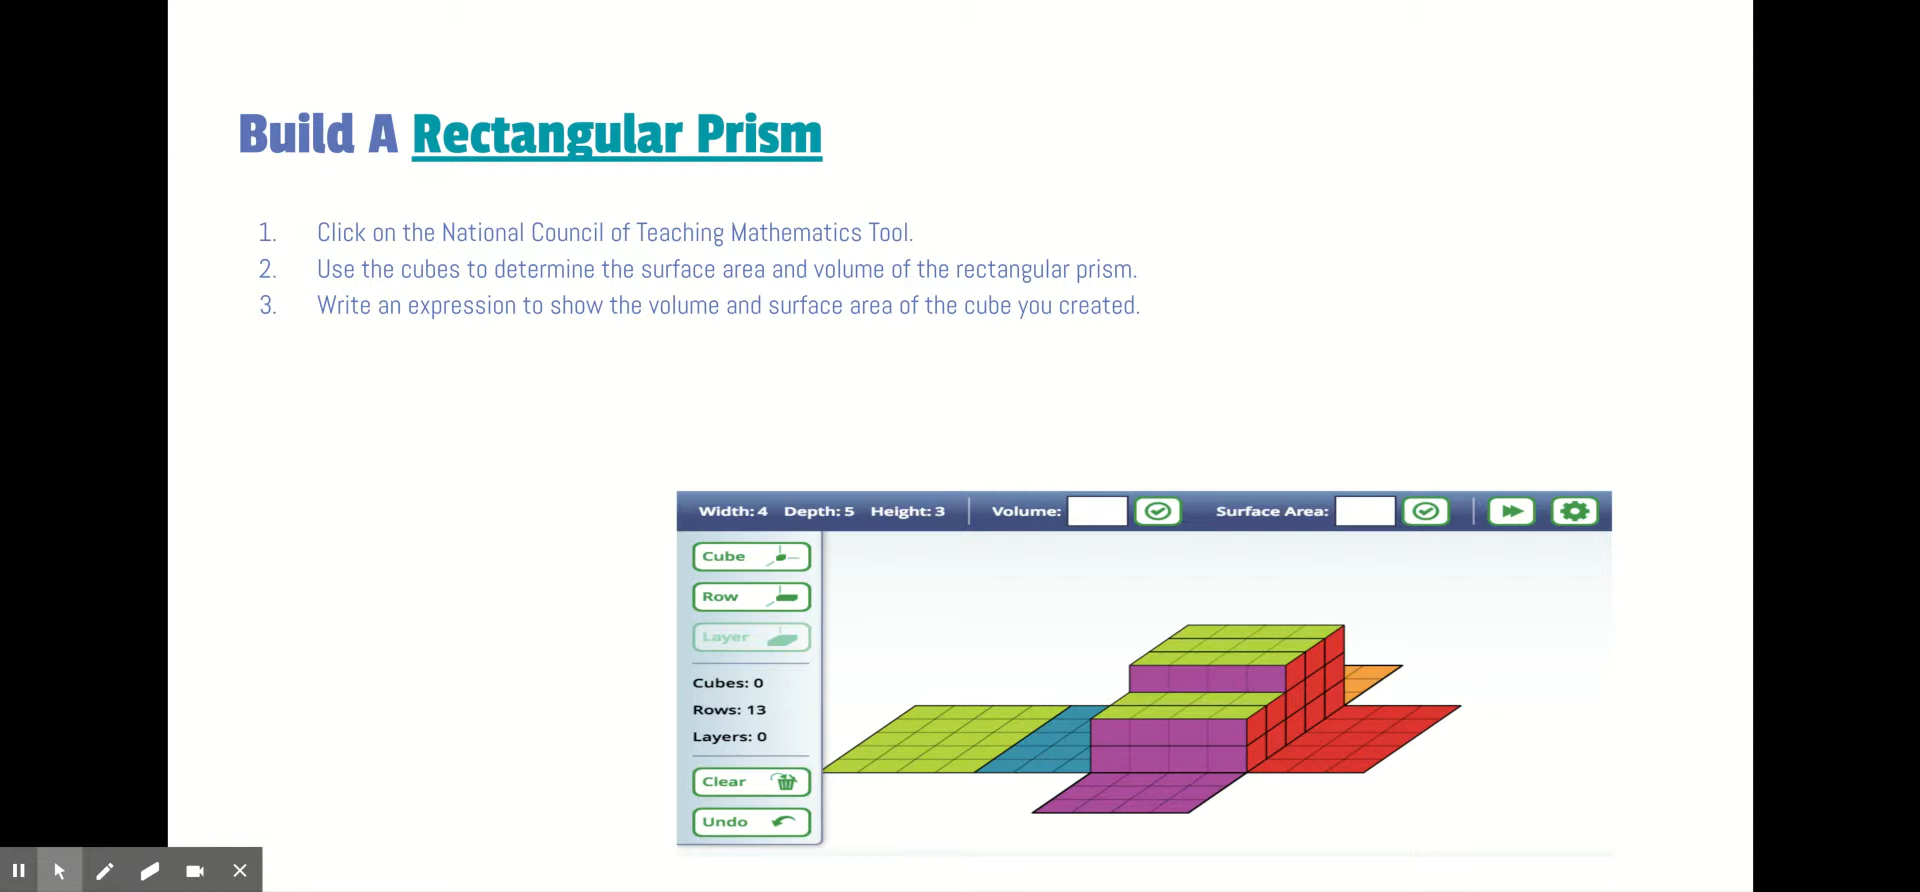 Build A Rectangular Prism
1. Click on the National Council of Teaching Mathematics Tool.
2. Use the cubes to determine the surface area and volume of the rectangular prism.
3. Write an expression to show the volume and surface area of the cube you created.
Width: 4 Depth: 5 Height: 3 Volume: Surface Area:
Cube
Row
Layer
Cubes: 0
Rows: 13
Layers: 0
Clear
Undo